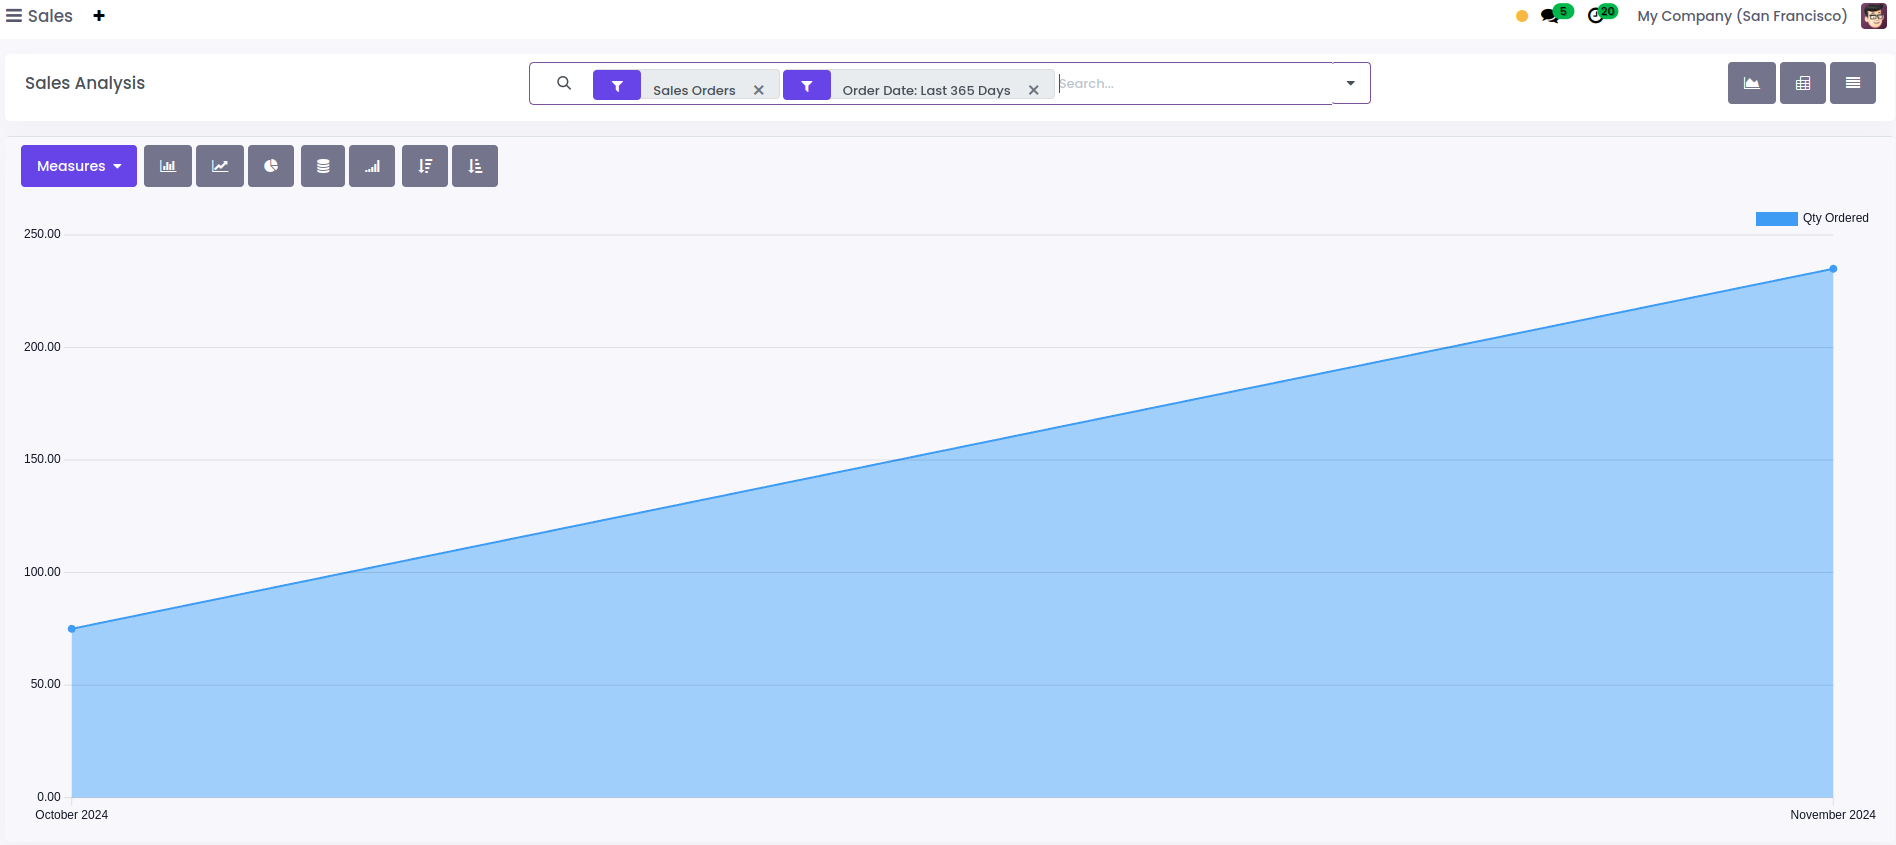 Sales
5
20
My Company (San Francisco)
Sales Analysis
Sales Orders
Order Date: Last 365 Days
Search...
Measures
Qty Ordered
250.00
200.00
150.00
100.00
50.00
0.00
October 2024
November 2024